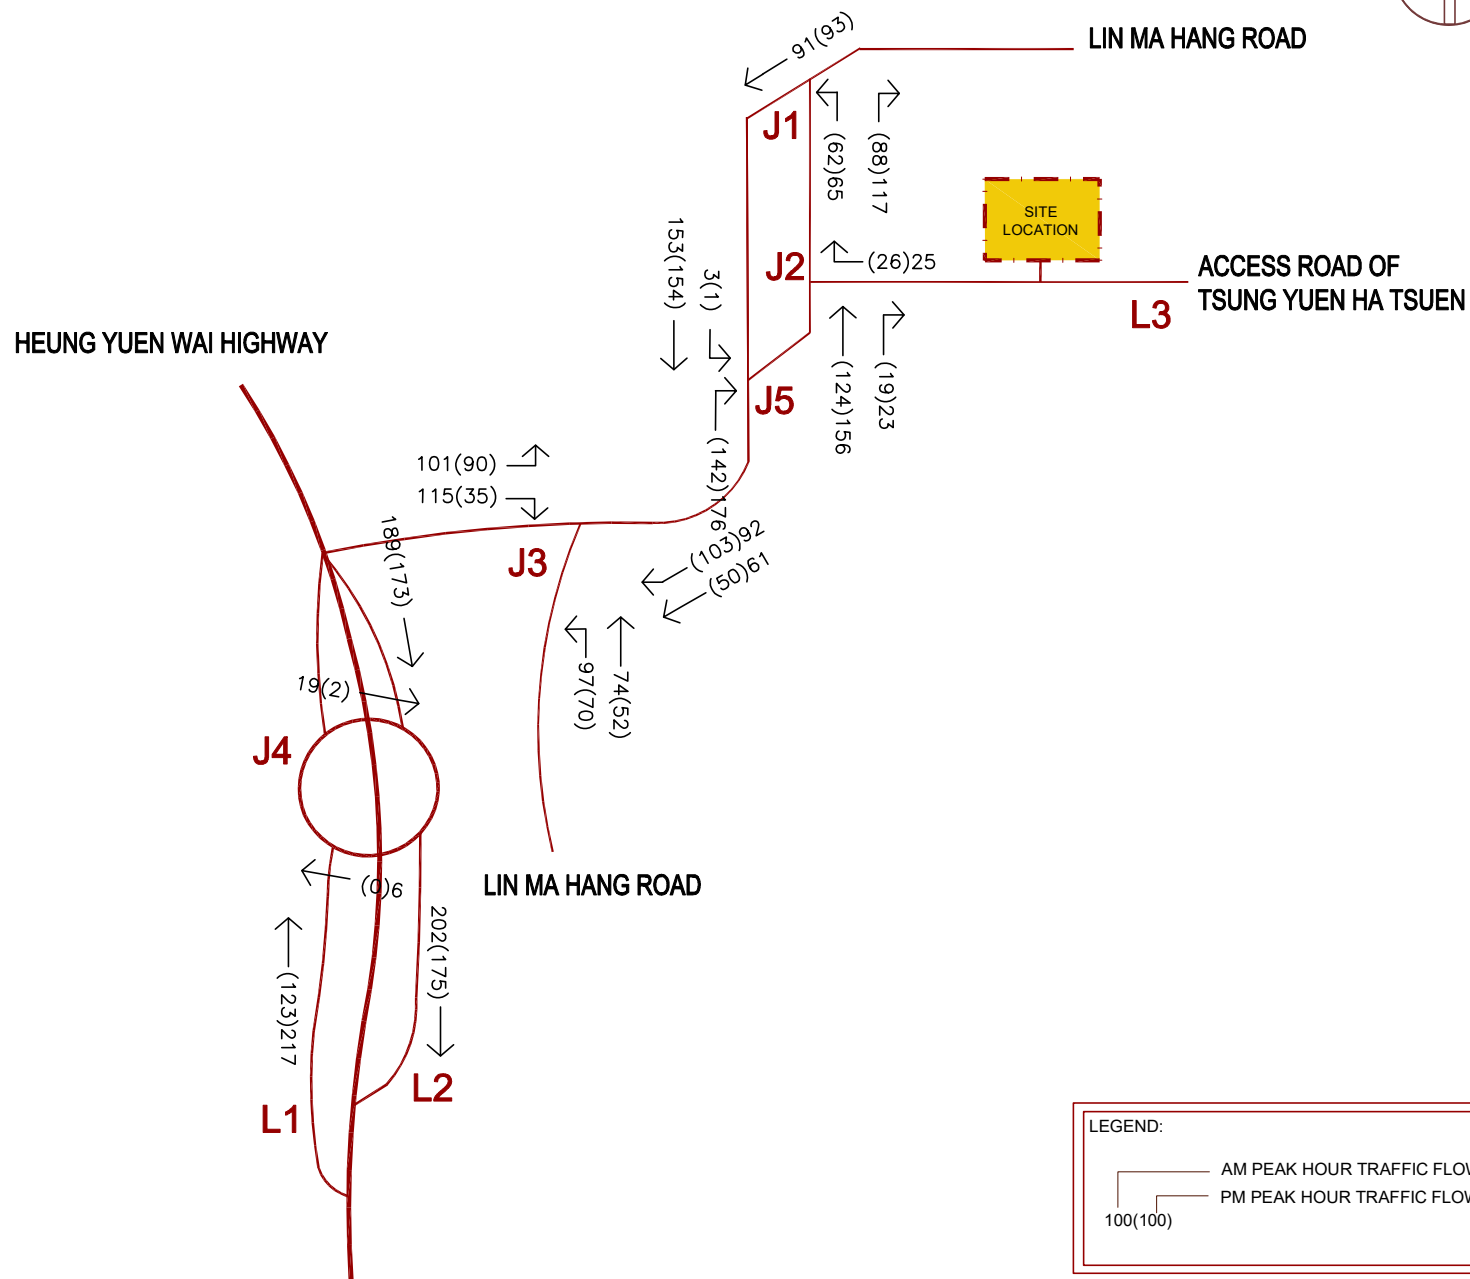 91(93)
LIN MA HANG ROAD
J1
(62)65
(88)117
SITE
LOCATION
153(154)
3(1)
J2
(26)25
ACCESS ROAD OF
TSUNG YUEN HA TSUEN
L3
HEUNG YUEN WAI HIGHWAY
J5
(124)156
(19)23
101(90)
115(35)
(142)176
189(173)
J3
(103)92
(50)61
19(2)
97(70)
74(52)
J4
(0)6
LIN MA HANG ROAD
202(175)
(123)217
L2
L1
LEGEND:
AM PEAK HOUR TRAFFIC FLOW
PM PEAK HOUR TRAFFIC FLOW
100(100)